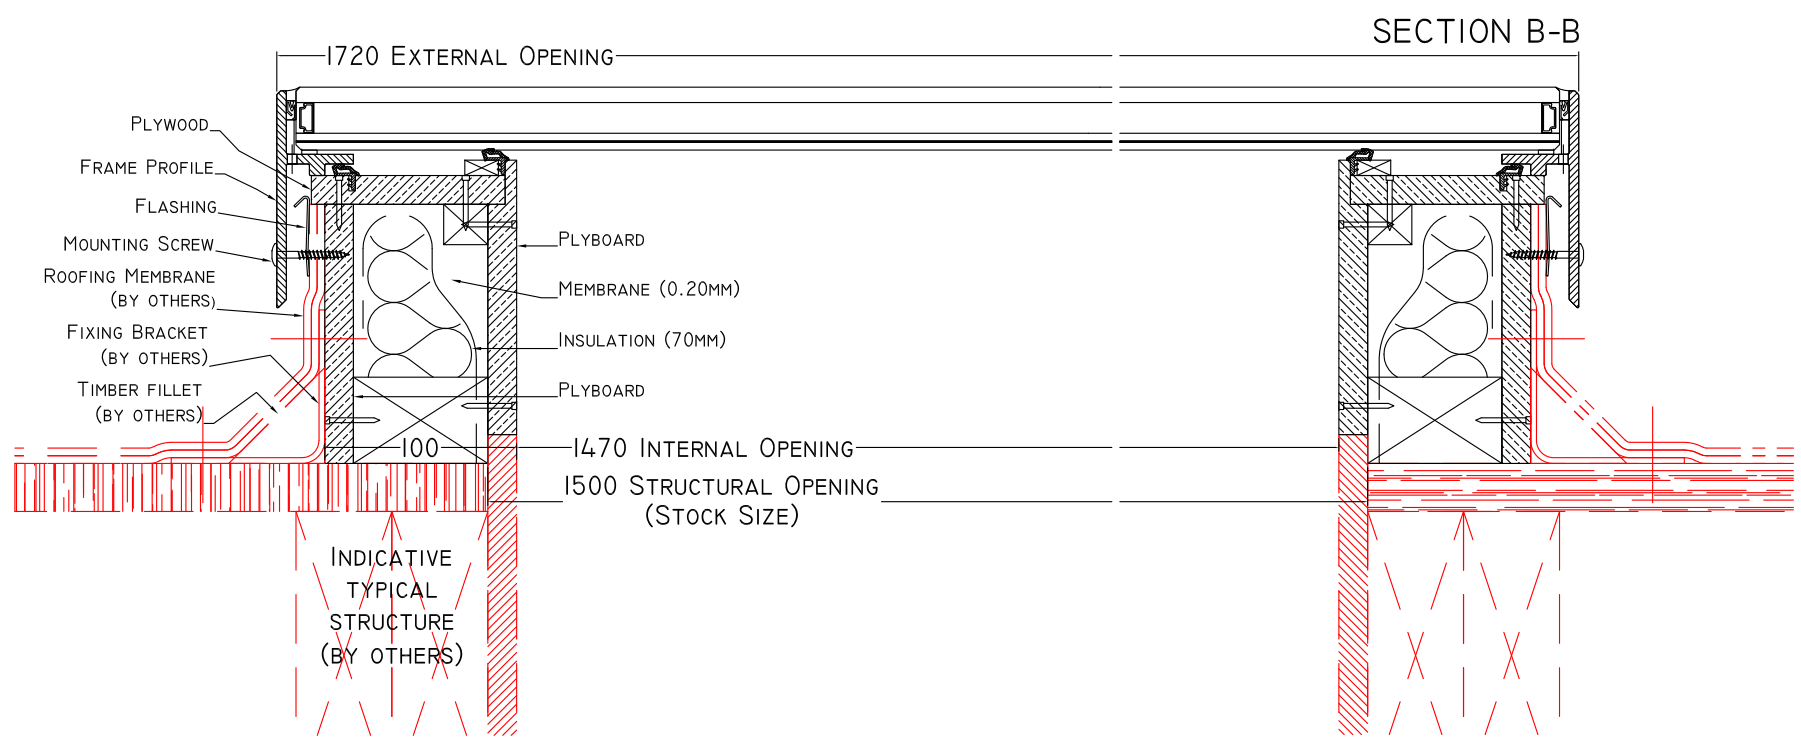 SECTION B-B
1720 EXTERNAL OPENING
PLYWOOD
FRAME PROFILE
FLASHING
MOUNTING SCREW
ROOFING MEMBRANE
(BY OTHERS)
FIXING BRACKET
(BY OTHERS)
TIMBER FILLET
(BY OTHERS)
PLYBOARD
MEMBRANE (0.20MM)
INSULATION (70MM)
PLYBOARD
100
1470 INTERNAL OPENING
1500 STRUCTURAL OPENING
(STOCK SIZE)
INDICATIVE
TYPICAL
STRUCTURE
(BY OTHERS)